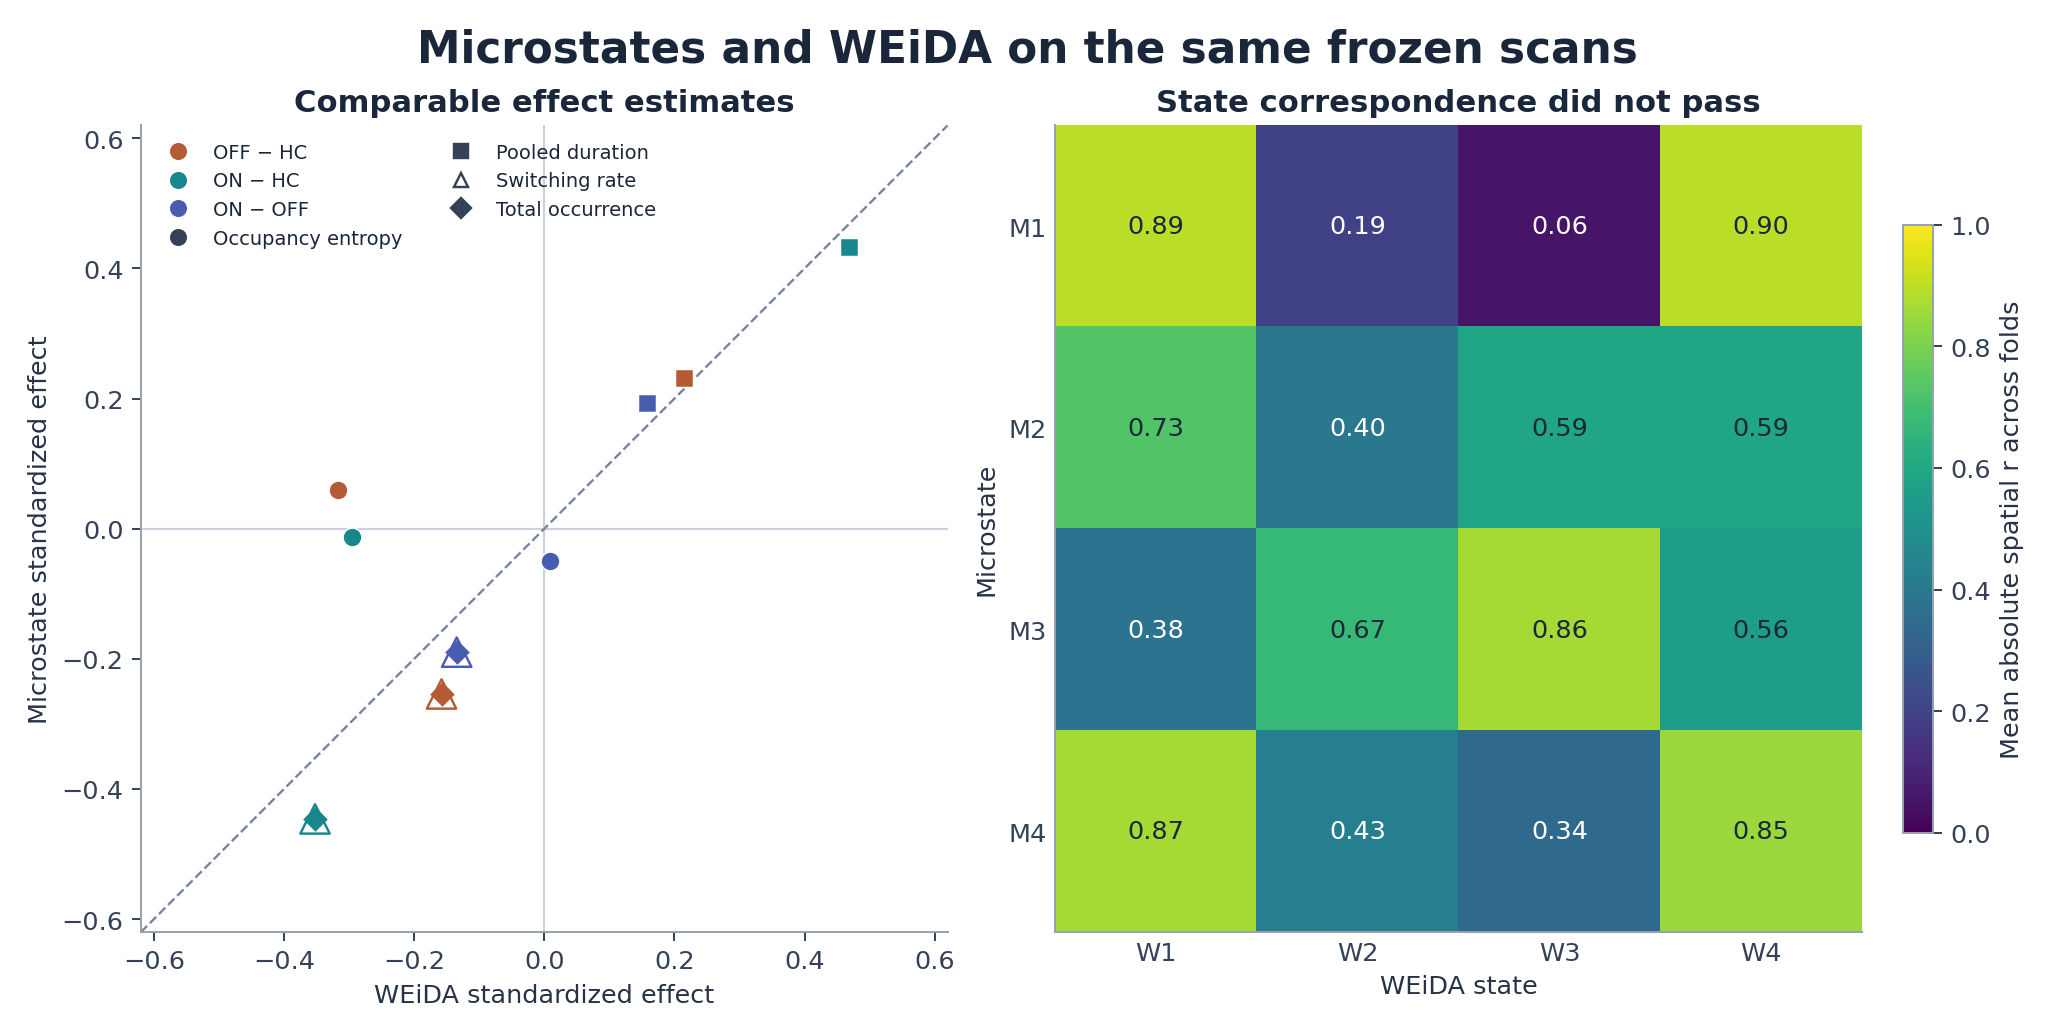 Microstates and WEiDA on the same frozen scans
Comparable effect estimates
OFF − HC
ON − HC
ON − OFF
Occupancy entropy
Pooled duration
Switching rate
Total occurrence
0.6
0.4
0.2
0.0
−0.2
−0.4
−0.6
Microstate standardized effect
−0.6
−0.4
−0.2
0.0
0.2
0.4
0.6
WEiDA standardized effect
State correspondence did not pass
M1
0.89
0.19
0.06
0.90
M2
0.73
0.40
0.59
0.59
M3
0.38
0.67
0.86
0.56
M4
0.87
0.43
0.34
0.85
Microstate
W1
W2
W3
W4
WEiDA state
1.0
0.8
0.6
0.4
0.2
0.0
Mean absolute spatial r across folds